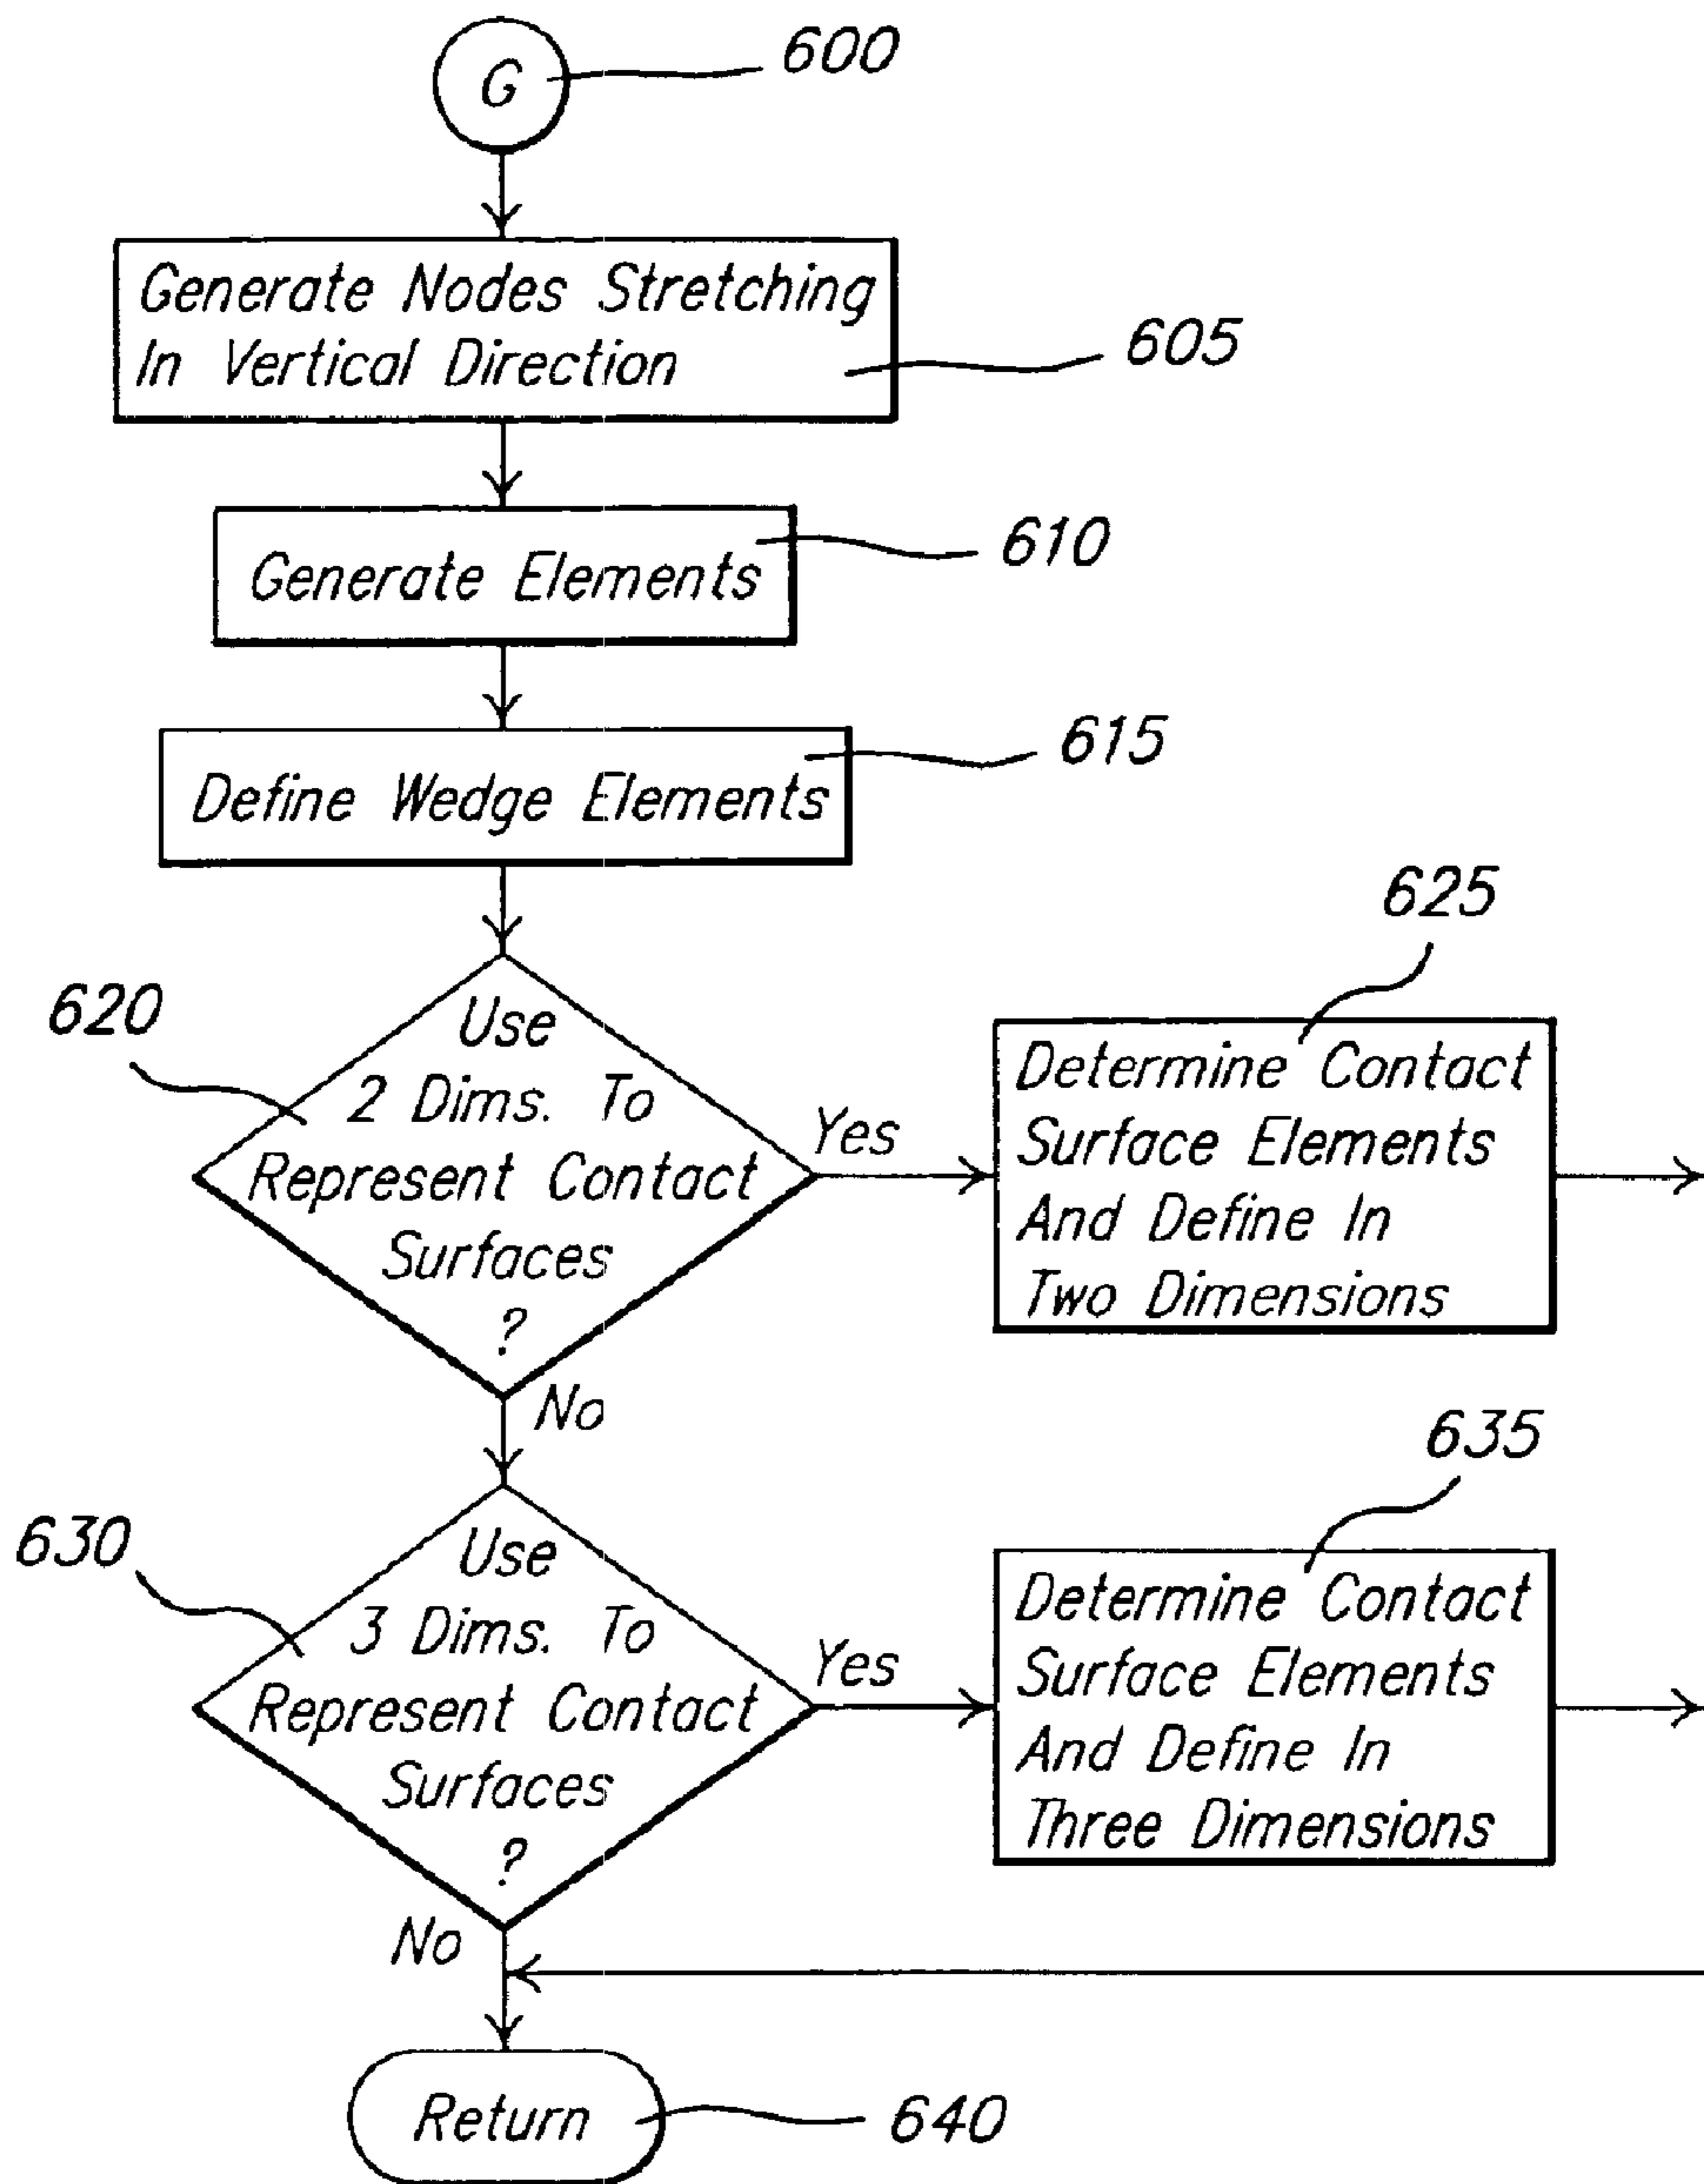 G
600
Generate Nodes Stretching
In Vertical Direction
605
Generate Elements
610
Define Wedge Elements
615
620
Use
2 Dims. To
Represent Contact
Surfaces
?
Yes
No
625
Determine Contact
Surface Elements
And Define In
Two Dimensions
630
Use
3 Dims. To
Represent Contact
Surfaces
?
Yes
No
635
Determine Contact
Surface Elements
And Define In
Three Dimensions
Return
640